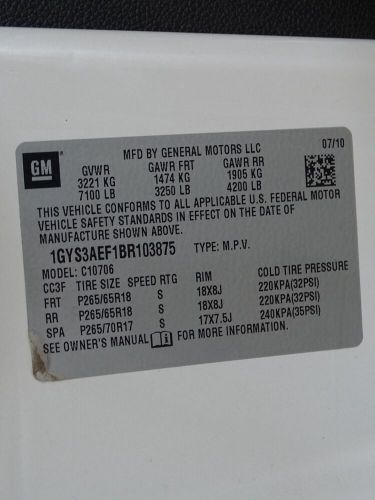 GM
MFD BY GENERAL MOTORS LLC 07/10
GVWR GAWR FRT GAWR RR
3221 KG 1474 KG 1905 KG
7100 LB 3250 LB 4200 LB
THIS VEHICLE CONFORMS TO ALL APPLICABLE U.S. FEDERAL MOTOR
VEHICLE SAFETY STANDARDS IN EFFECT ON THE DATE OF
MANUFACTURE SHOWN ABOVE.
1GYS3AEF1BR103875 TYPE: M.P.V.
MODEL: C10706
CC3F TIRE SIZE SPEED RTG RIM COLD TIRE PRESSURE
FRT P265/65R18 S 18X8J 220KPA(32PSI)
RR P265/65R18 S 18X8J 220KPA(32PSI)
SPA P265/70R17 S 17X7.5J 240KPA(35PSI)
SEE OWNER'S MANUAL FOR MORE INFORMATION.